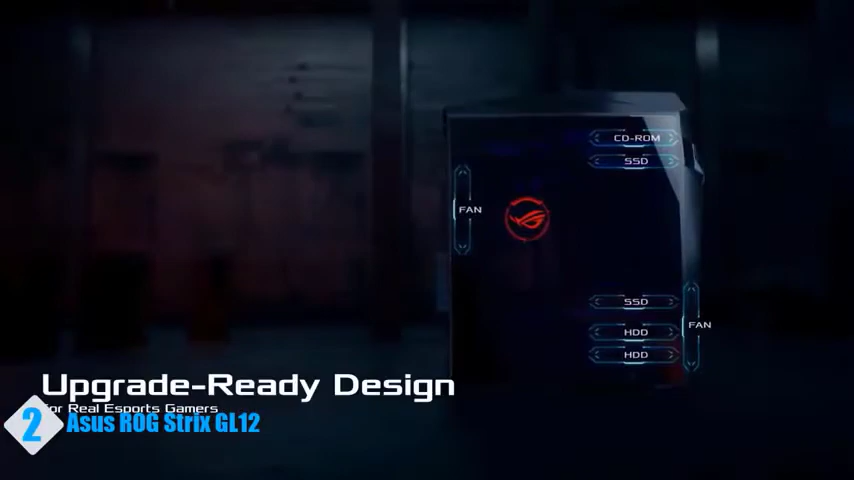 CD-ROM
SSD
FAN
SSD
FAN
HDD
HDD
Upgrade-Ready Design
For Real Esports Gamers
2 Asus ROG Strix GL12